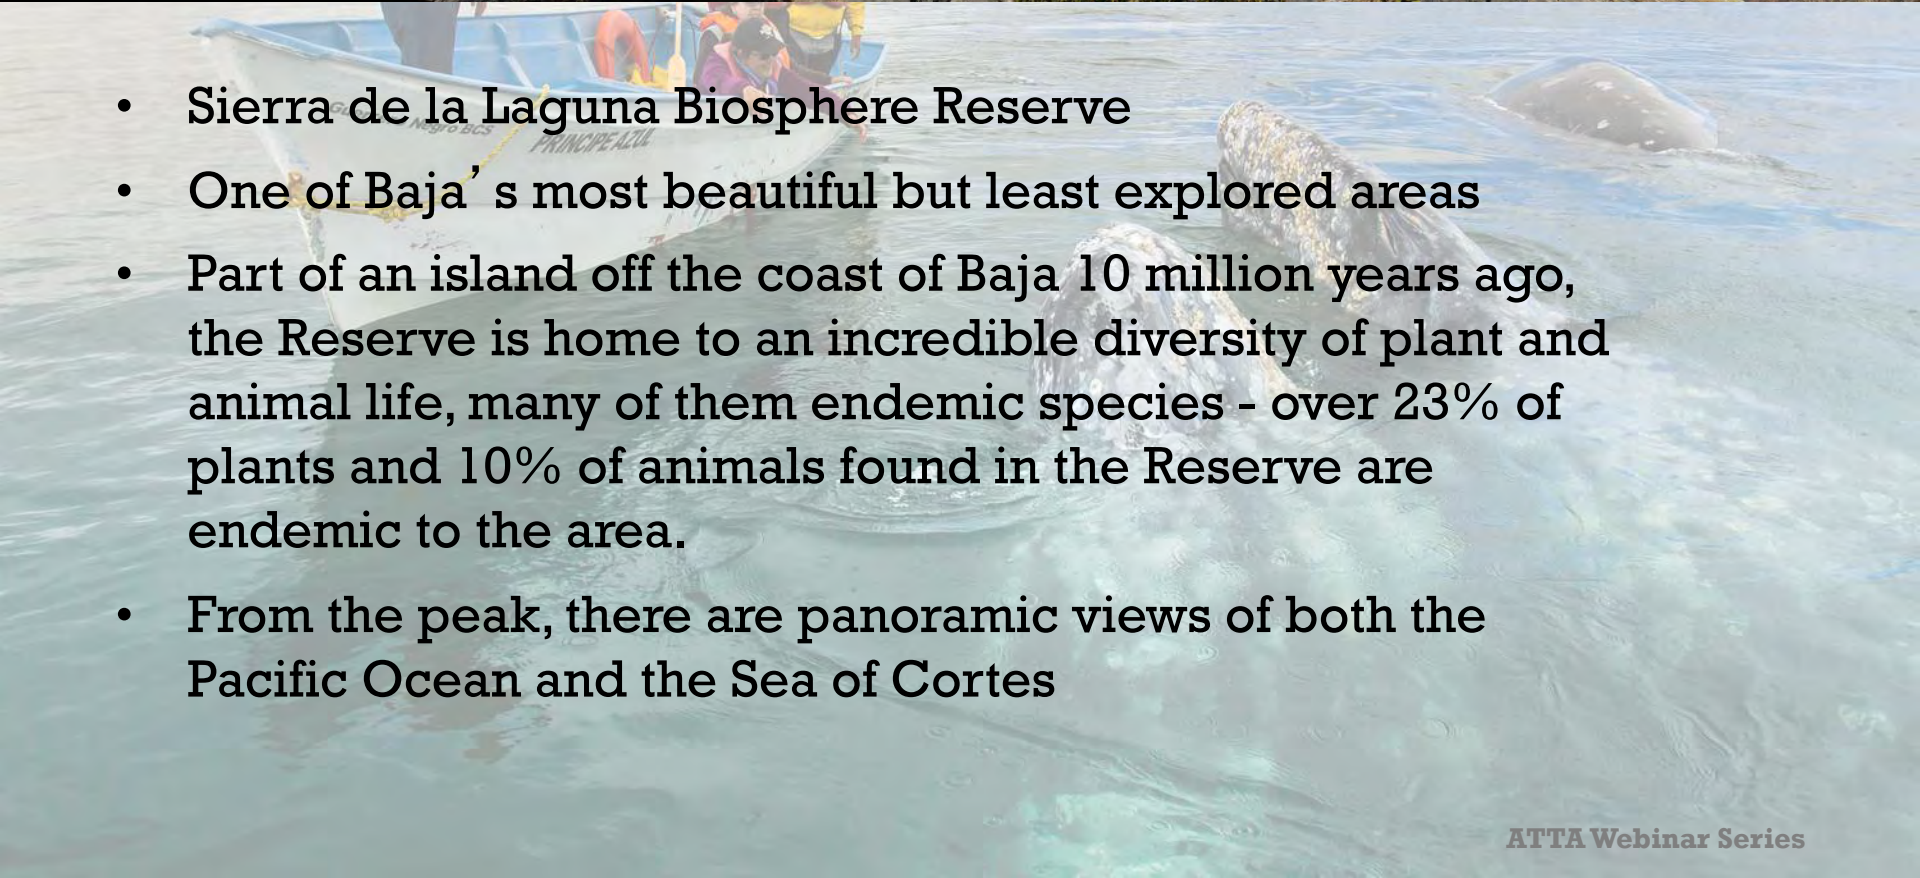 • Sierra de la Laguna Biosphere Reserve
• One of Baja’s most beautiful but least explored areas
• Part of an island off the coast of Baja 10 million years ago,
the Reserve is home to an incredible diversity of plant and
animal life, many of them endemic species - over 23% of
plants and 10% of animals found in the Reserve are
endemic to the area.
• From the peak, there are panoramic views of both the
Pacific Ocean and the Sea of Cortes
Negro BCS
PRINCIPE AZUL
ATTA Webinar Series